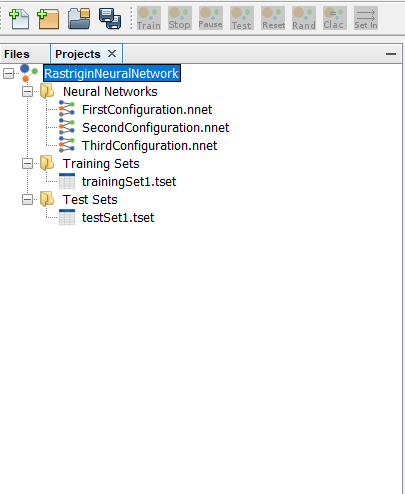 Train Stop Pause Test Reset Rand Clac Set In
Files Projects
RastriginNeuralNetwork
Neural Networks
FirstConfiguration.nnet
SecondConfiguration.nnet
ThirdConfiguration.nnet
Training Sets
trainingSet1.tset
Test Sets
testSet1.tset